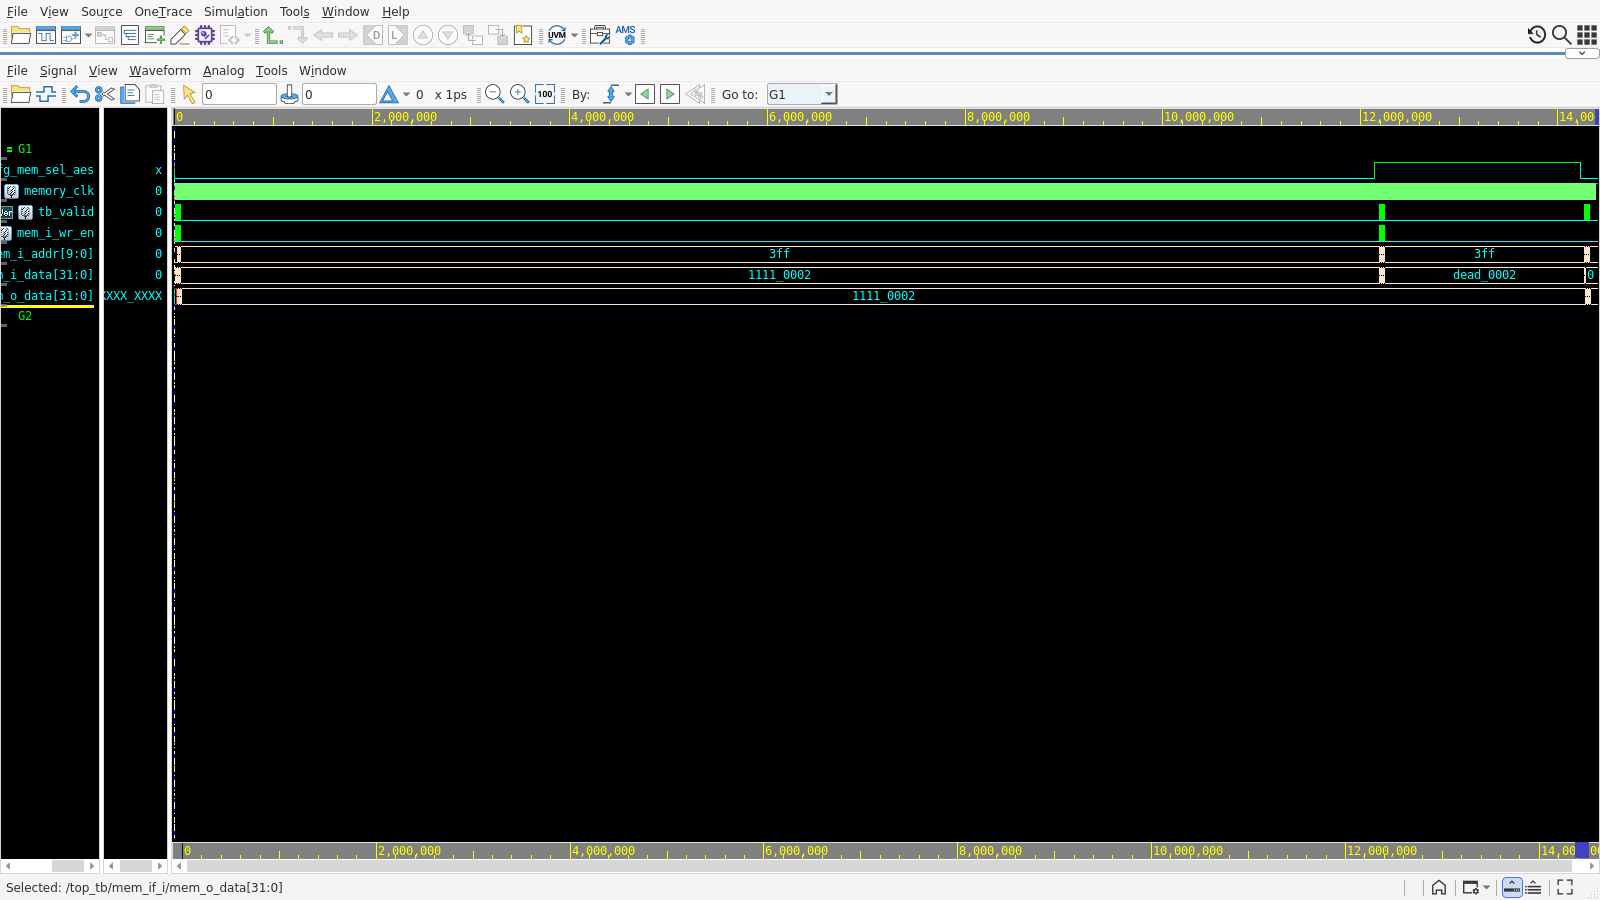 File View Source OneTrace Simulation Tools Window Help
D L UVM AMS
File Signal View Waveform Analog Tools Window
0 0 0 x 1ps 100 By: Go to: G1
0 2,000,000 4,000,000 6,000,000 8,000,000 10,000,000 12,000,000 14,00
= G1
g_mem_sel_aes x
memory_clk 0
tb_valid 0
mem_i_wr_en 0
m_i_addr[9:0] 0 3ff 3ff
_i_data[31:0] 0 1111_0002 dead_0002 0
_o_data[31:0] XXX_XXXX 1111_0002
G2
0 2,000,000 4,000,000 6,000,000 8,000,000 10,000,000 12,000,000 14,00
Selected: /top_tb/mem_if_i/mem_o_data[31:0]